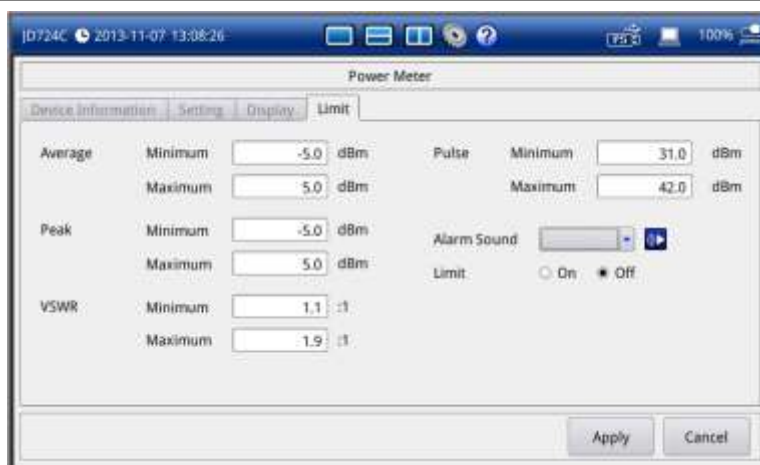 JD724C 2013-11-07 13:08:26 100%
Power Meter
Device Information Setting Display Limit
Average Minimum -5.0 dBm Pulse Minimum 31.0 dBm
Maximum 5.0 dBm Maximum 42.0 dBm
Peak Minimum -5.0 dBm
Alarm Sound
Maximum 5.0 dBm
Limit On Off
VSWR Minimum 1.1 :1
Maximum 1.9 :1
Apply Cancel